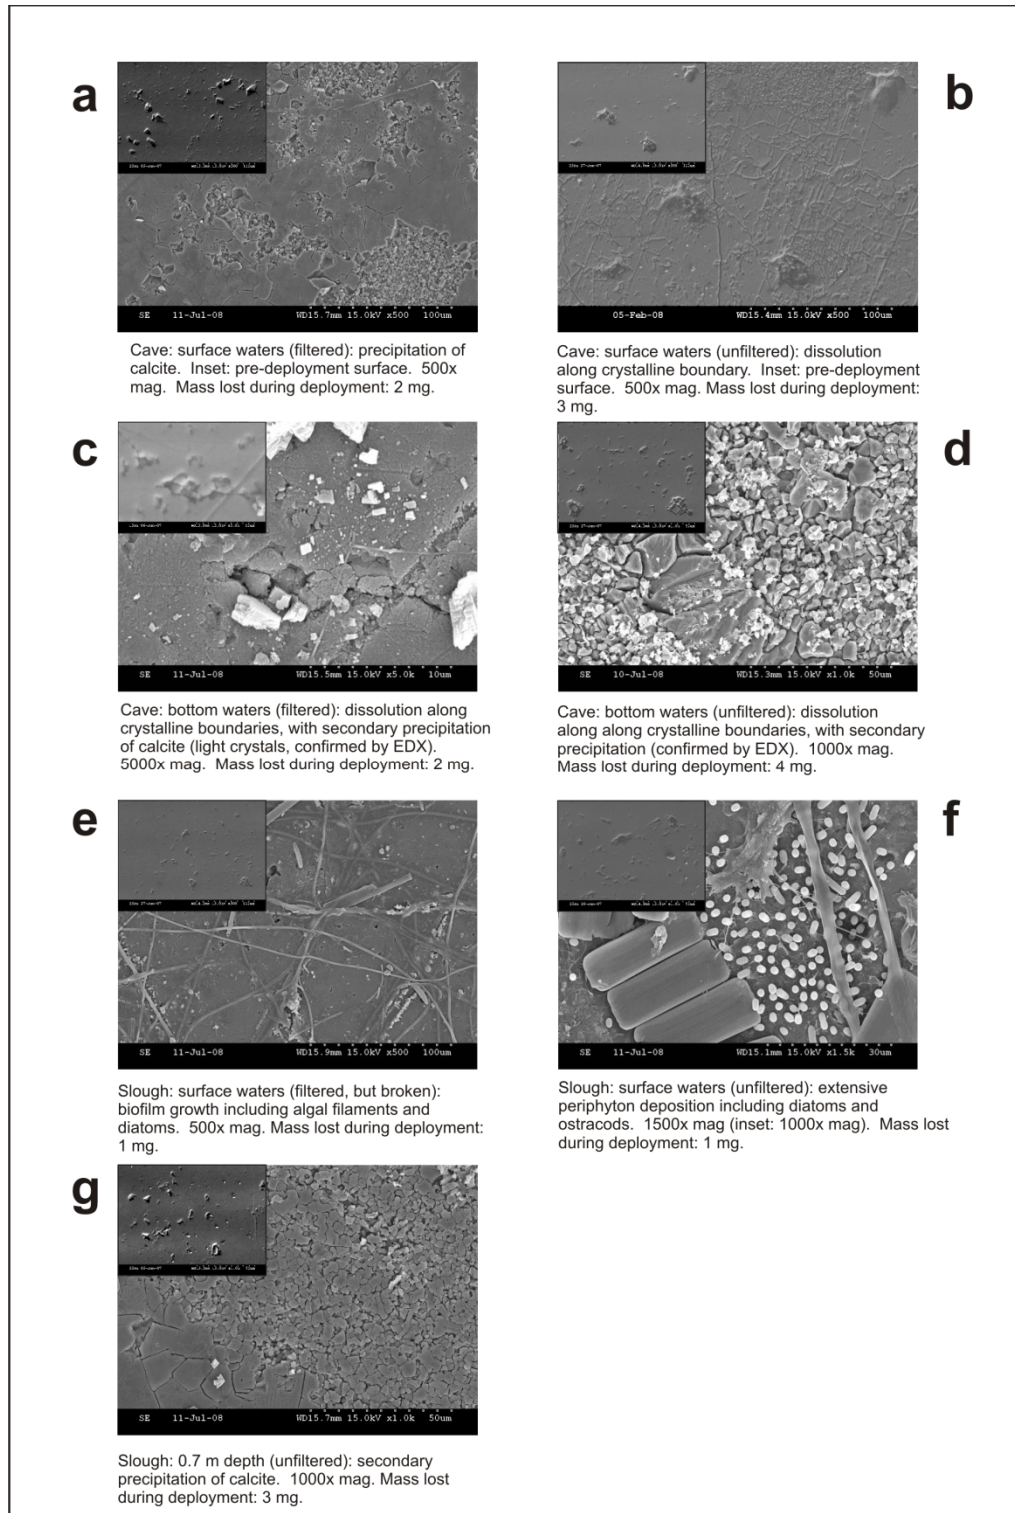 a
SE 11-Jul-08 WD15.7mm 15.0kV x500 100um
Cave: surface waters (filtered): precipitation of
calcite. Inset: pre-deployment surface. 500x
mag. Mass lost during deployment: 2 mg.
b
05-Feb-08 WD15.4mm 15.0kV x500 100um
Cave: surface waters (unfiltered): dissolution
along crystalline boundary. Inset: pre-deployment
surface. 500x mag. Mass lost during deployment:
3 mg.
c
SE 11-Jul-08 WD15.5mm 15.0kV x5.0k 10um
Cave: bottom waters (filtered): dissolution along
crystalline boundaries, with secondary precipitation
of calcite (light crystals, confirmed by EDX).
5000x mag. Mass lost during deployment: 2 mg.
d
SE 10-Jul-08 WD15.3mm 15.0kV x1.0k 50um
Cave: bottom waters (unfiltered): dissolution
along along crystalline boundaries, with secondary
precipitation (confirmed by EDX). 1000x mag.
Mass lost during deployment: 4 mg.
e
SE 11-Jul-08 WD15.9mm 15.0kV x500 100um
Slough: surface waters (filtered, but broken):
biofilm growth including algal filaments and
diatoms. 500x mag. Mass lost during deployment:
1 mg.
f
SE 11-Jul-08 WD15.1mm 15.0kV x1.5k 30um
Slough: surface waters (unfiltered): extensive
periphyton deposition including diatoms and
ostracods. 1500x mag (inset: 1000x mag). Mass lost
during deployment: 1 mg.
g
SE 11-Jul-08 WD15.7mm 15.0kV x1.0k 50um
Slough: 0.7 m depth (unfiltered): secondary
precipitation of calcite. 1000x mag. Mass lost
during deployment: 3 mg.